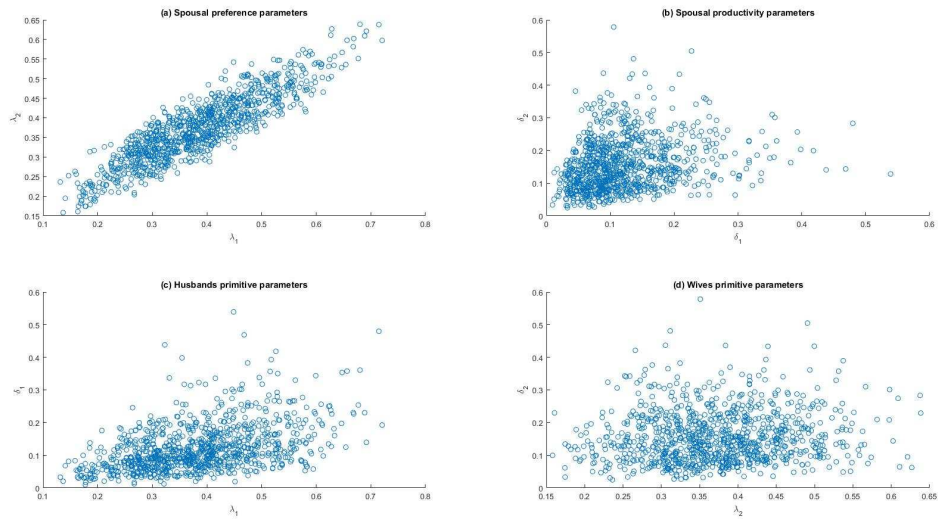 (a) Spousal preference parameters
0.65
0.6
0.55
0.5
0.45
0.4
0.35
0.3
0.25
0.2
0.15
λ2
0.1 0.2 0.3 0.4 0.5 0.6 0.7 0.8
λ1
(b) Spousal productivity parameters
0.6
0.5
0.4
0.3
0.2
0.1
0
δ2
0 0.1 0.2 0.3 0.4 0.5 0.6
δ1
(c) Husbands primitive parameters
0.6
0.5
0.4
0.3
0.2
0.1
0
δ1
0.1 0.2 0.3 0.4 0.5 0.6 0.7 0.8
λ1
(d) Wives primitive parameters
0.6
0.5
0.4
0.3
0.2
0.1
0
δ2
0.15 0.2 0.25 0.3 0.35 0.4 0.45 0.5 0.55 0.6 0.65
λ2